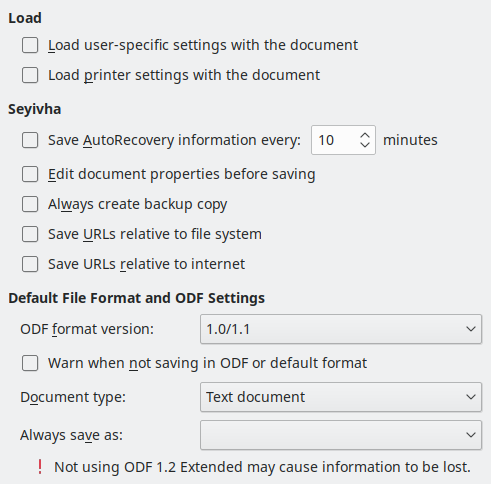 Load
Load user-specific settings with the document
Load printer settings with the document
Seyivha
Save AutoRecovery information every: 10 minutes
Edit document properties before saving
Always create backup copy
Save URLs relative to file system
Save URLs relative to internet
Default File Format and ODF Settings
ODF format version: 1.0/1.1
Warn when not saving in ODF or default format
Document type: Text document
Always save as:
! Not using ODF 1.2 Extended may cause information to be lost.